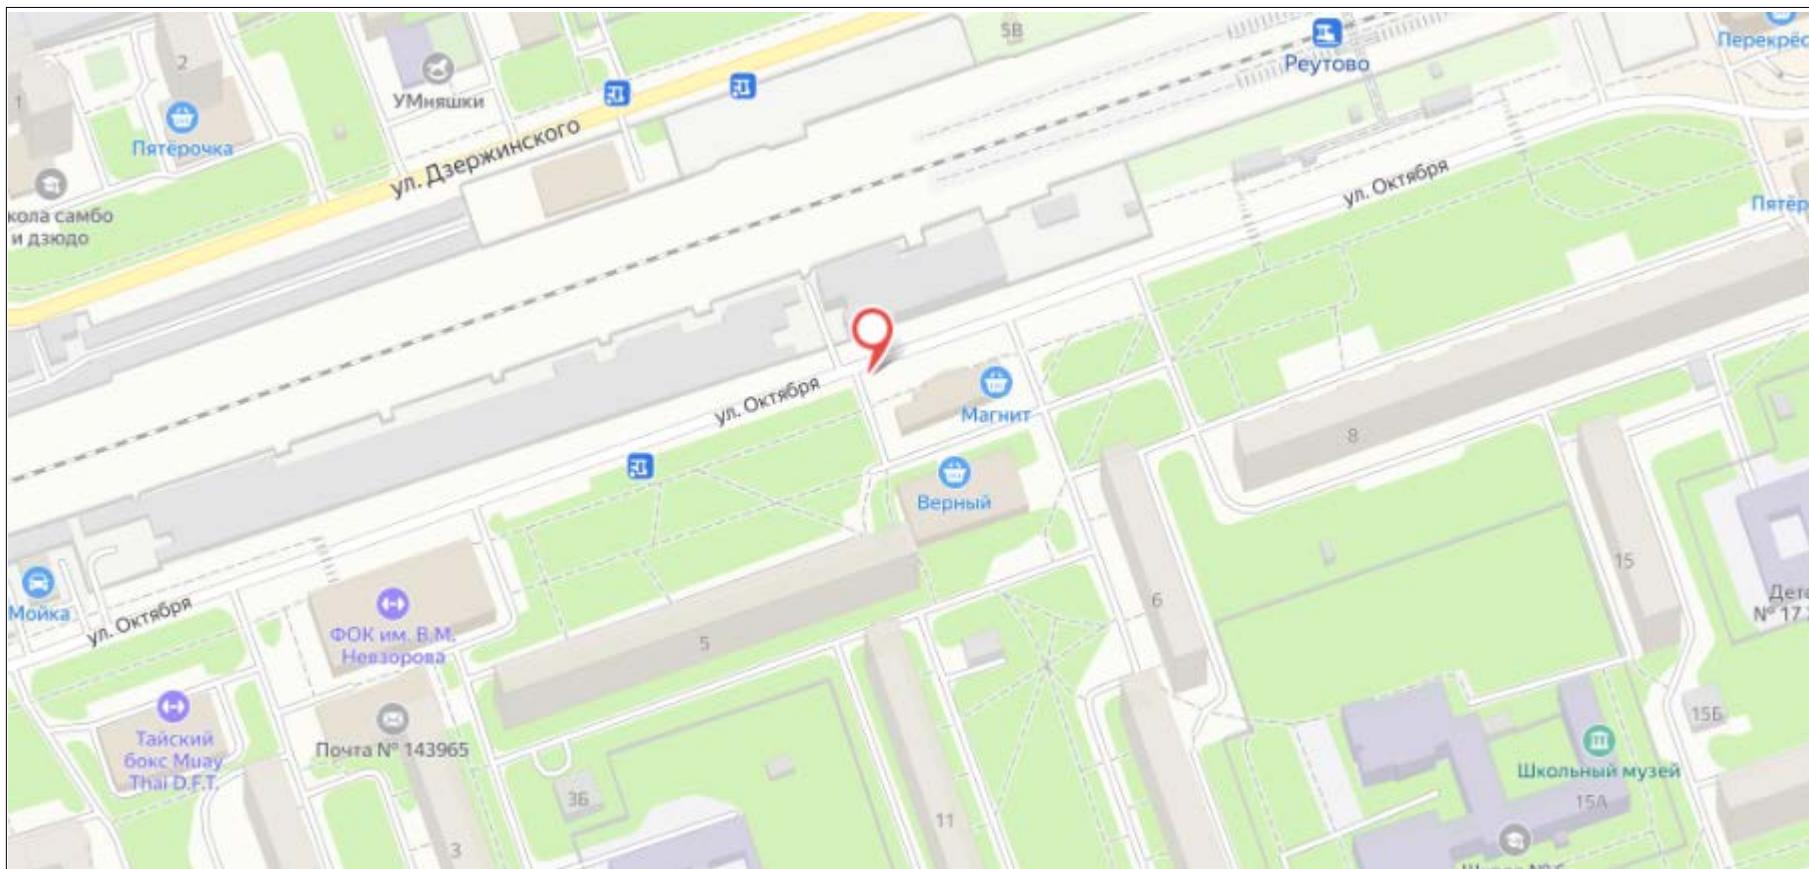 5В
Реутово
Перекрёс
2
УМняшки
1
Пятёрочка
ул. Дзержинского
кола самбо
и дзюдо
ул. Октября
Пятёр
ул. Октября
Магнит
8
Верный
15
Мойка
ул. Октября
ФОК им. В.М.
Невзорова
5
6
Детс
№ 17
Тайский
бокс Muay
Thai D.F.T.
Почта № 143965
15Б
Школьный музей
3Б
15А
11
3